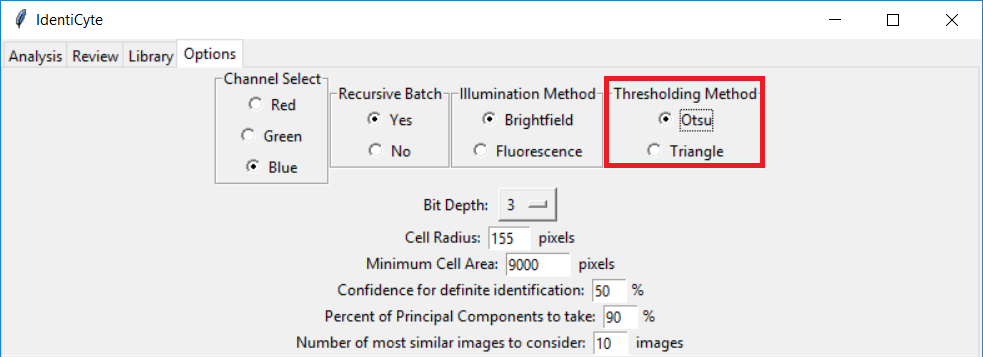 IdentiCyte
Analysis Review Library Options
Channel Select
Red
Green
Blue
Recursive Batch
Yes
No
Illumination Method
Brightfield
Fluorescence
Thresholding Method
Otsu
Triangle
Bit Depth: 3
Cell Radius: 155 pixels
Minimum Cell Area: 9000 pixels
Confidence for definite identification: 50 %
Percent of Principal Components to take: 90 %
Number of most similar images to consider: 10 images